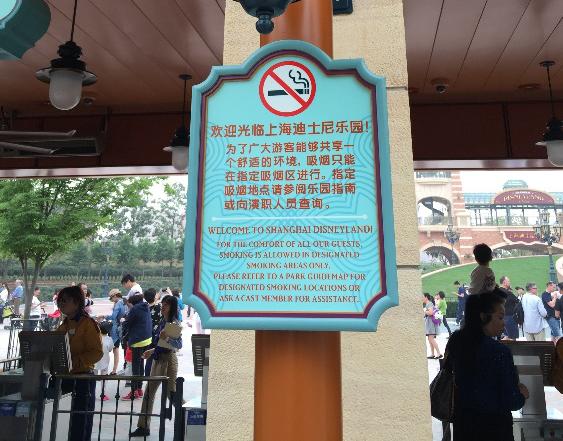 欢迎光临上海迪士尼乐园!
为了广大游客能够共享一
个舒适的环境，吸烟只能
在指定吸烟区进行。指定
吸烟地点请参阅乐园指南
或向演职人员查询。
WELCOME TO SHANGHAI DISNEYLAND!
FOR THE COMFORT OF ALL OUR GUESTS,
SMOKING IS ALLOWED IN DESIGNATED
SMOKING AREAS ONLY,
PLEASE REFER TO A PARK GUIDEMAP FOR
DESIGNATED SMOKING LOCATIONS OR
ASK A CAST MEMBER FOR ASSISTANCE.
DISNEYLAND